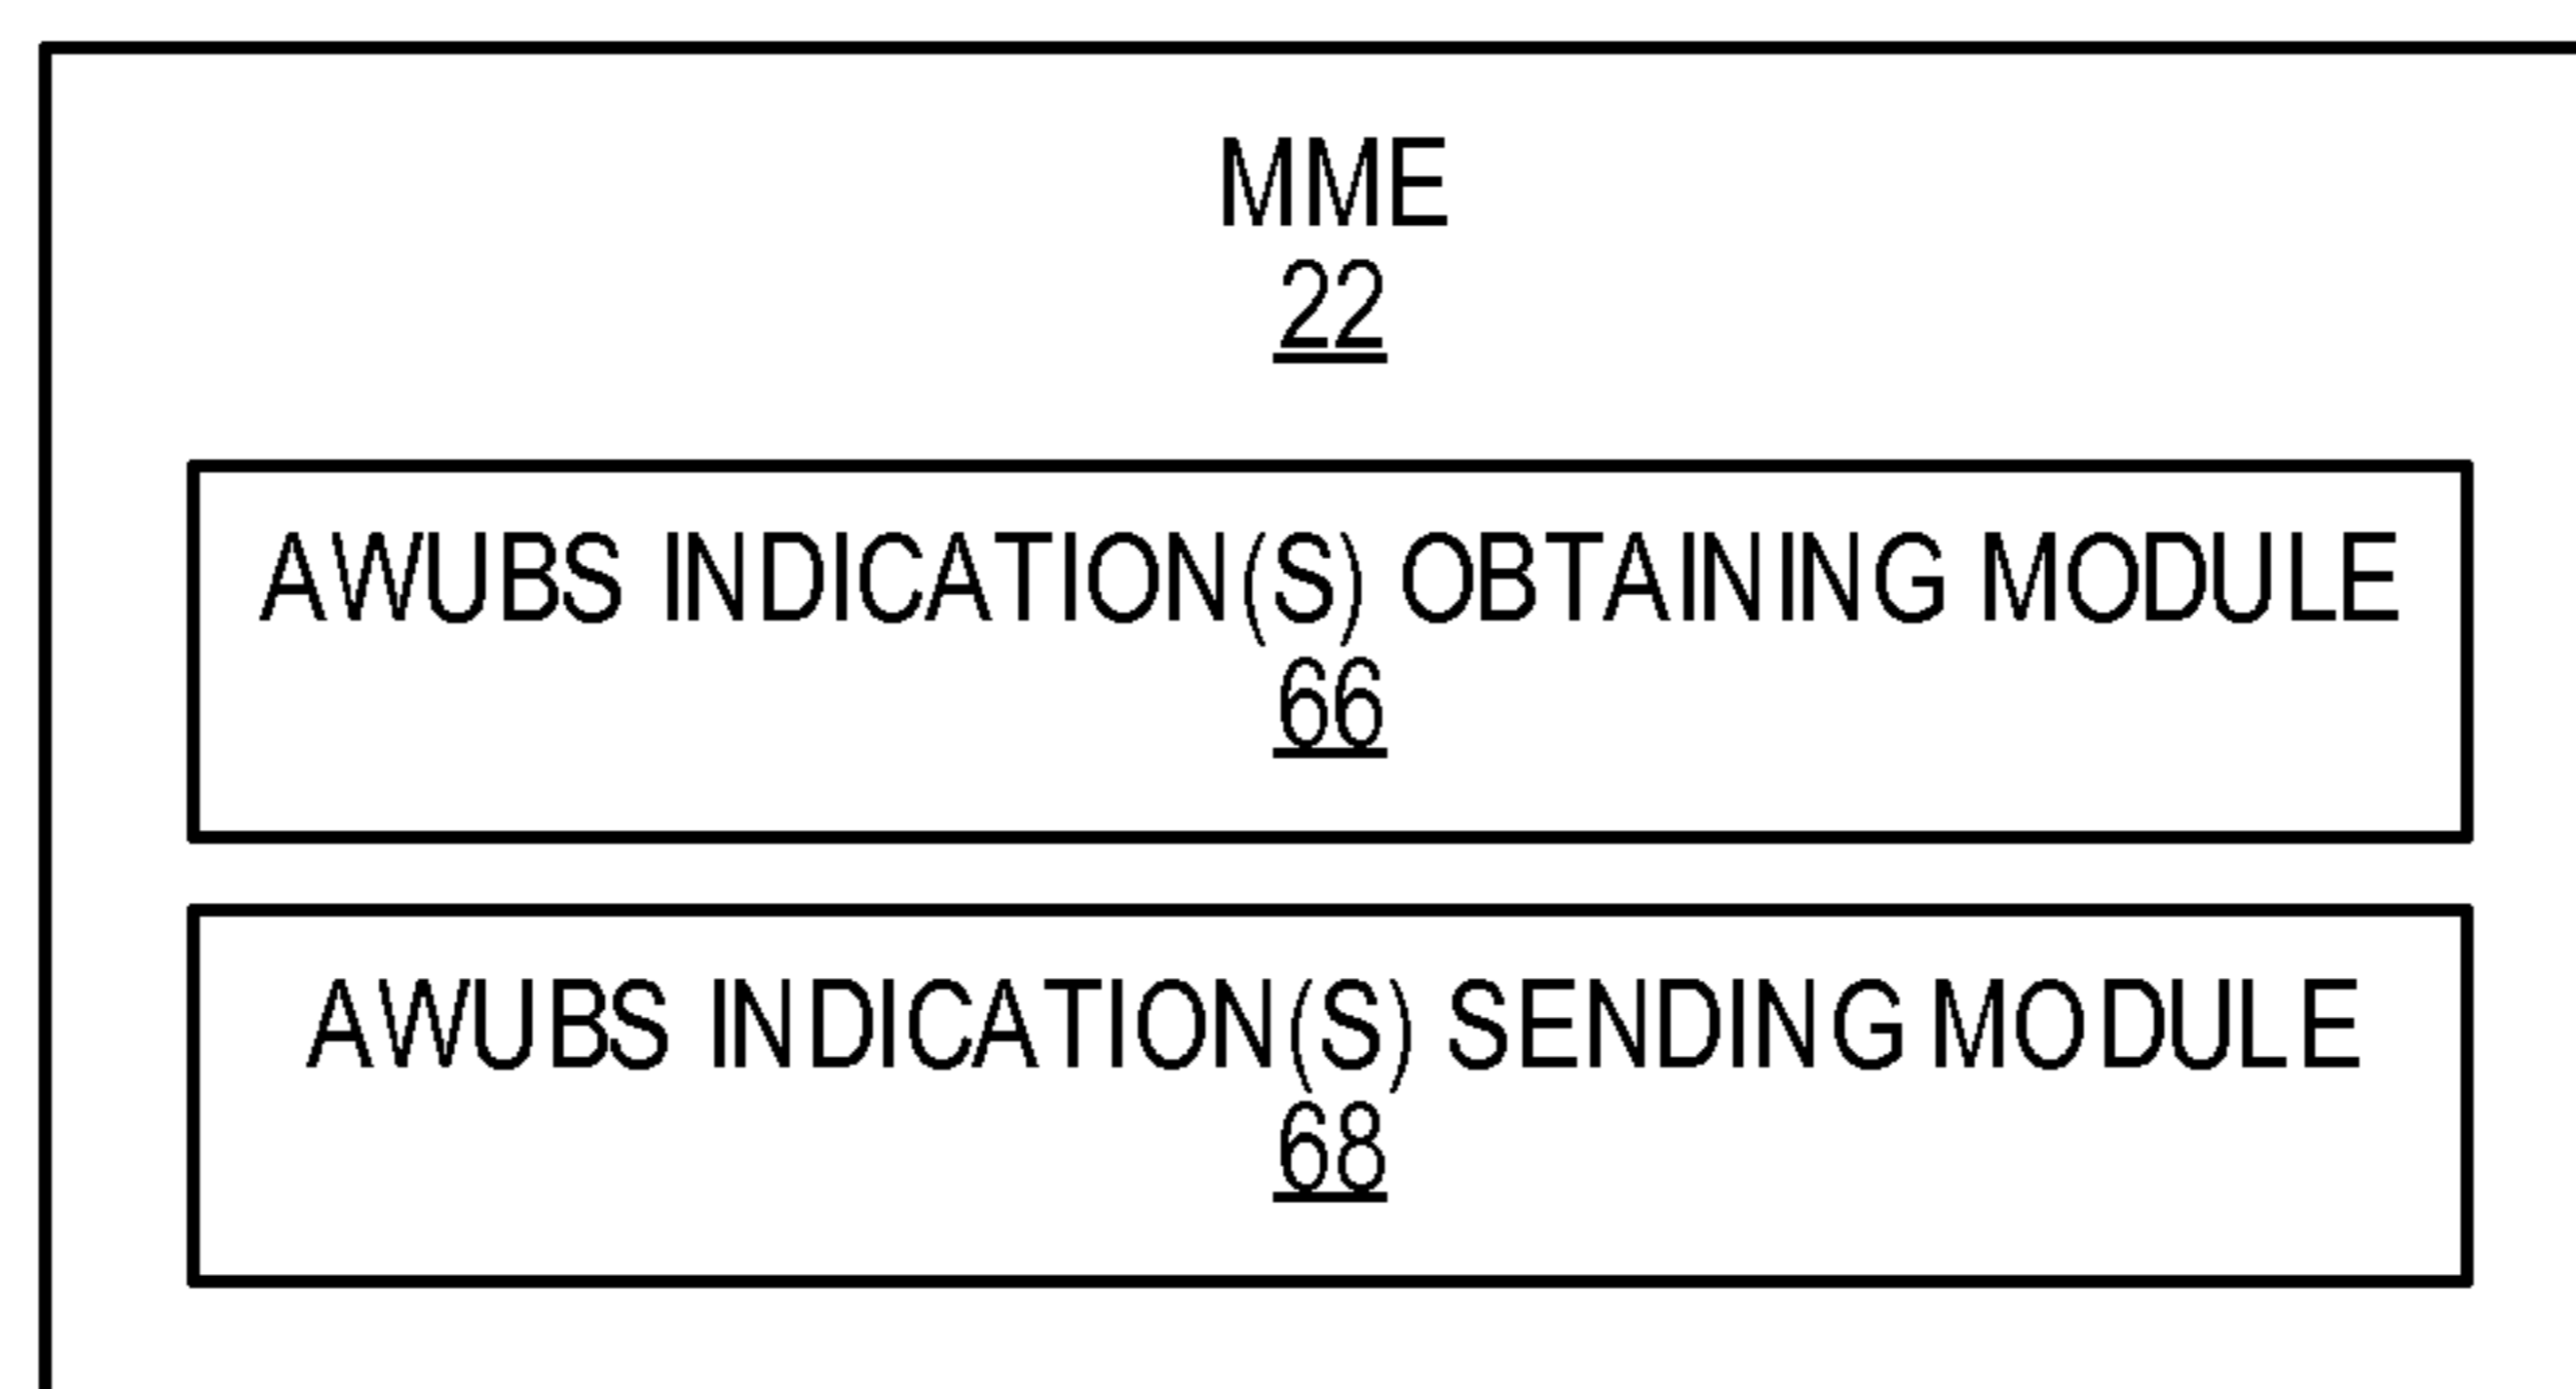 MME
22
AWUBS INDICATION(S) OBTAINING MODULE
66
AWUBS INDICATION(S) SENDING MODULE
68